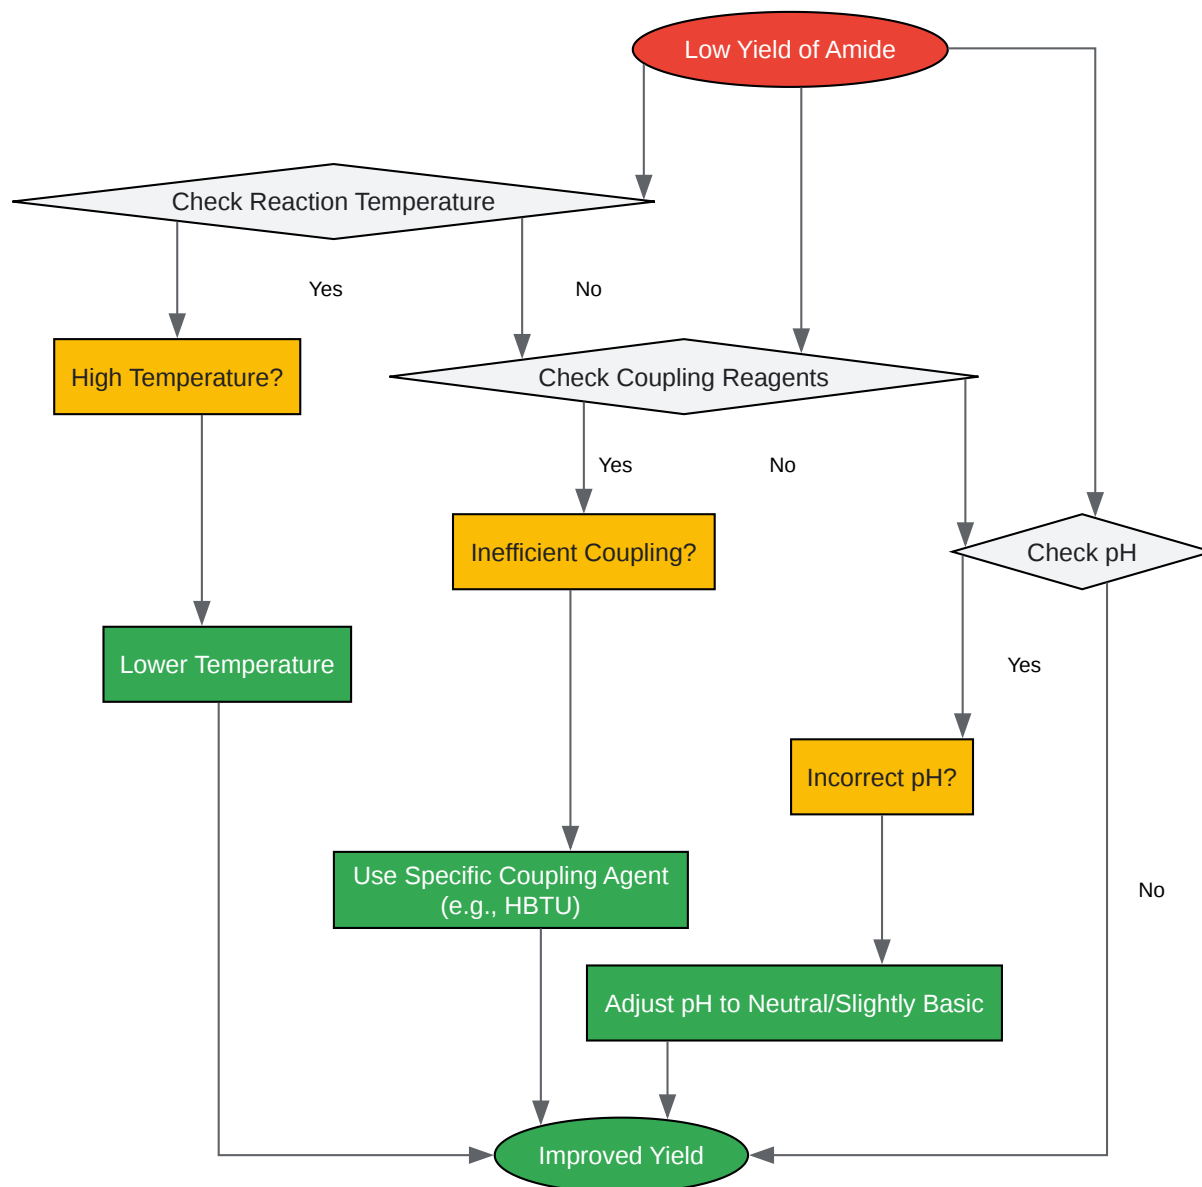 Low Yield of Amide
Check Reaction Temperature
Yes
No
High Temperature?
Check Coupling Reagents
Yes
No
Inefficient Coupling?
Check pH
Lower Temperature
Yes
Incorrect pH?
Use Specific Coupling Agent
(e.g., HBTU)
No
Adjust pH to Neutral/Slightly Basic
Improved Yield